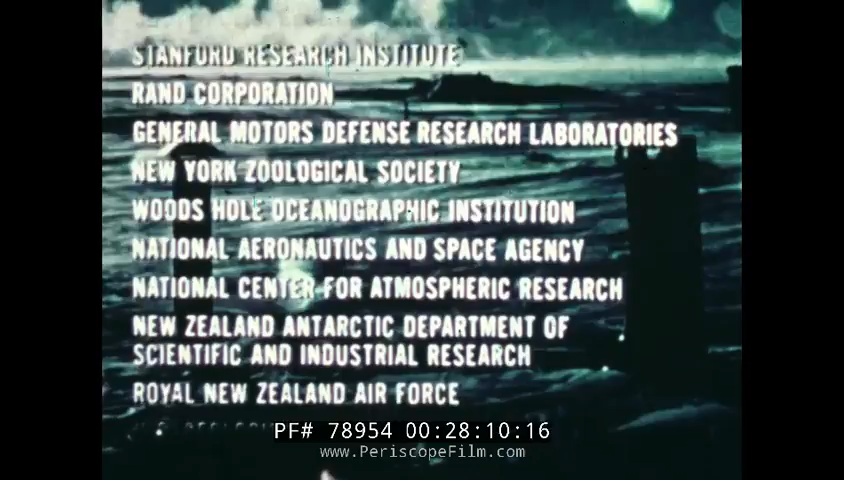 STANFORD RESEARCH INSTITUTE
RAND CORPORATION
GENERAL MOTORS DEFENSE RESEARCH LABORATORIES
NEW YORK ZOOLOGICAL SOCIETY
WOODS HOLE OCEANOGRAPHIC INSTITUTION
NATIONAL AERONAUTICS AND SPACE AGENCY
NATIONAL CENTER FOR ATMOSPHERIC RESEARCH
NEW ZEALAND ANTARCTIC DEPARTMENT OF
SCIENTIFIC AND INDUSTRIAL RESEARCH
ROYAL NEW ZEALAND AIR FORCE
PF# 78954 00:28:10:16
www.PeriscopeFilm.com